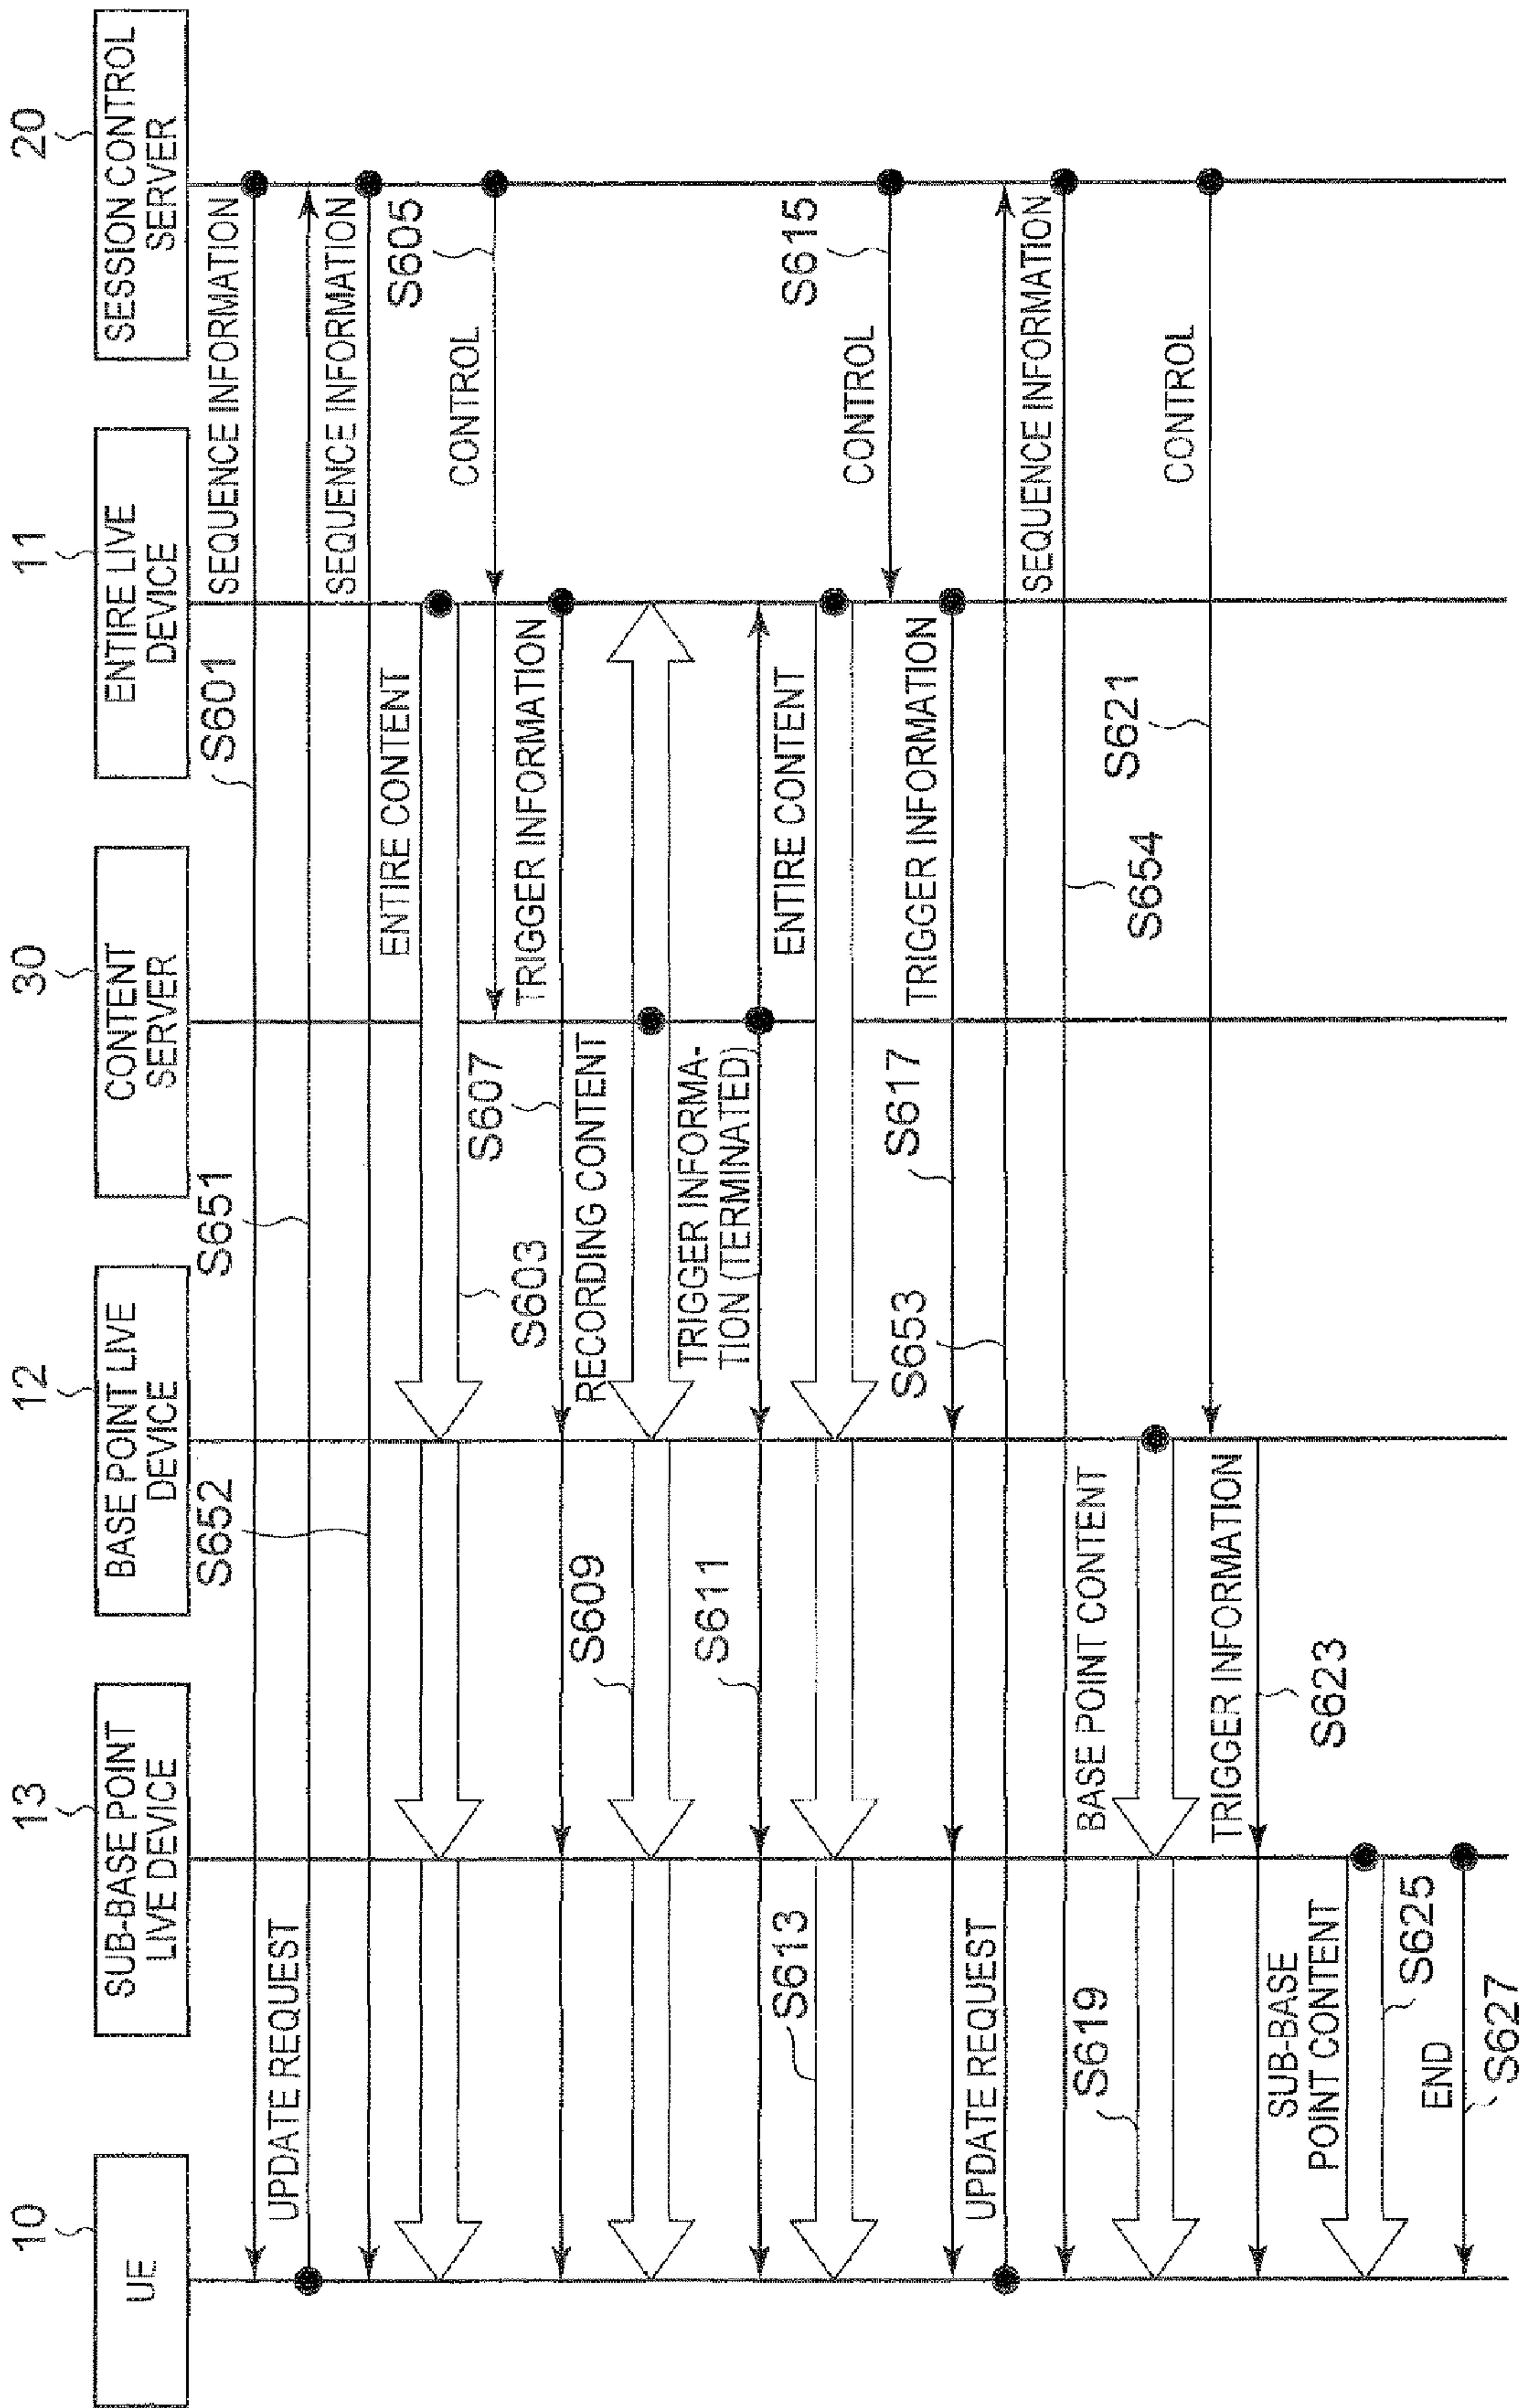 10
UE
13
SUB-BASE POINT
LIVE DEVICE
12
BASE POINT LIVE
DEVICE
30
CONTENT
SERVER
11
ENTIRE LIVE
DEVICE
20
SESSION CONTROL
SERVER
S601
SEQUENCE INFORMATION
UPDATE REQUEST
S651
S652
SEQUENCE INFORMATION
ENTIRE CONTENT
S603
S605
CONTROL
S607
TRIGGER INFORMATION
S609
RECORDING CONTENT
S611
TRIGGER INFORMA-
TION (TERMINATED)
S613
ENTIRE CONTENT
S615
CONTROL
S617
TRIGGER INFORMATION
UPDATE REQUEST
S653
SEQUENCE INFORMATION
S654
S619
BASE POINT CONTENT
S621
CONTROL
TRIGGER INFORMATION
S623
SUB-BASE
POINT CONTENT
S625
END
S627